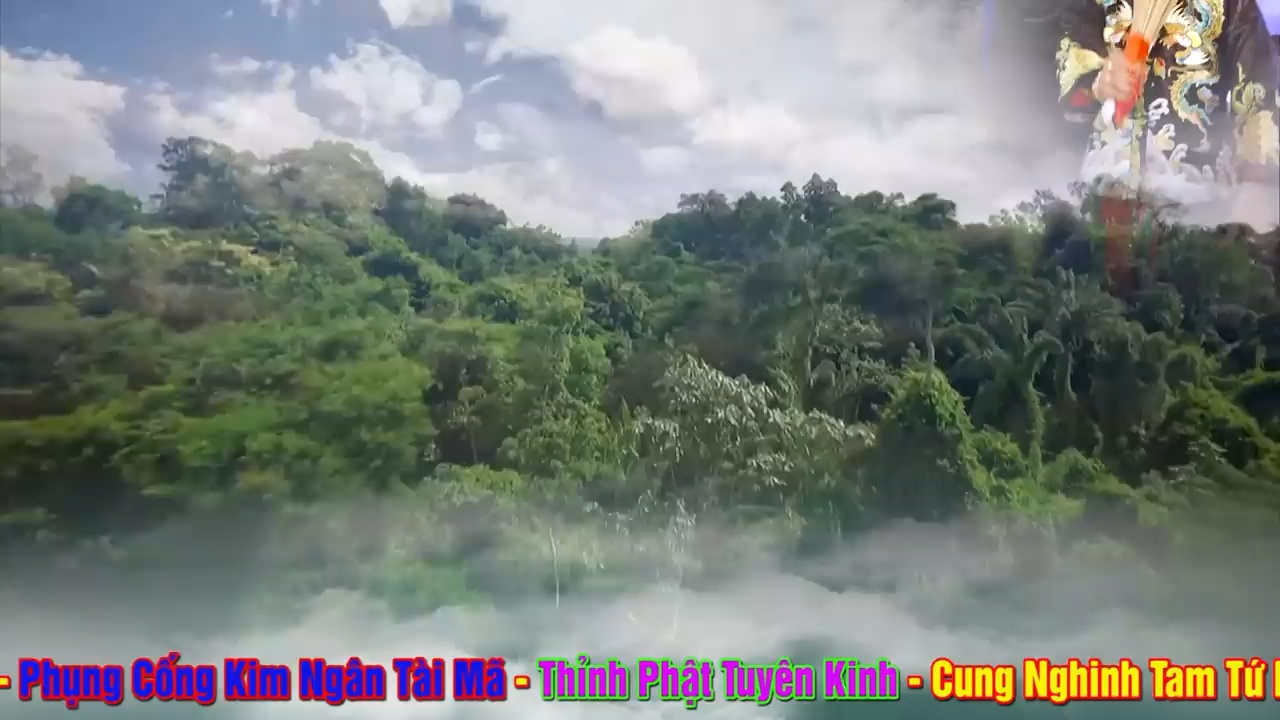 - Phụng Cống Kim Ngân Tài Mã - Thỉnh Phật Tuyên Kinh - Cung Nghinh Tam Tứ